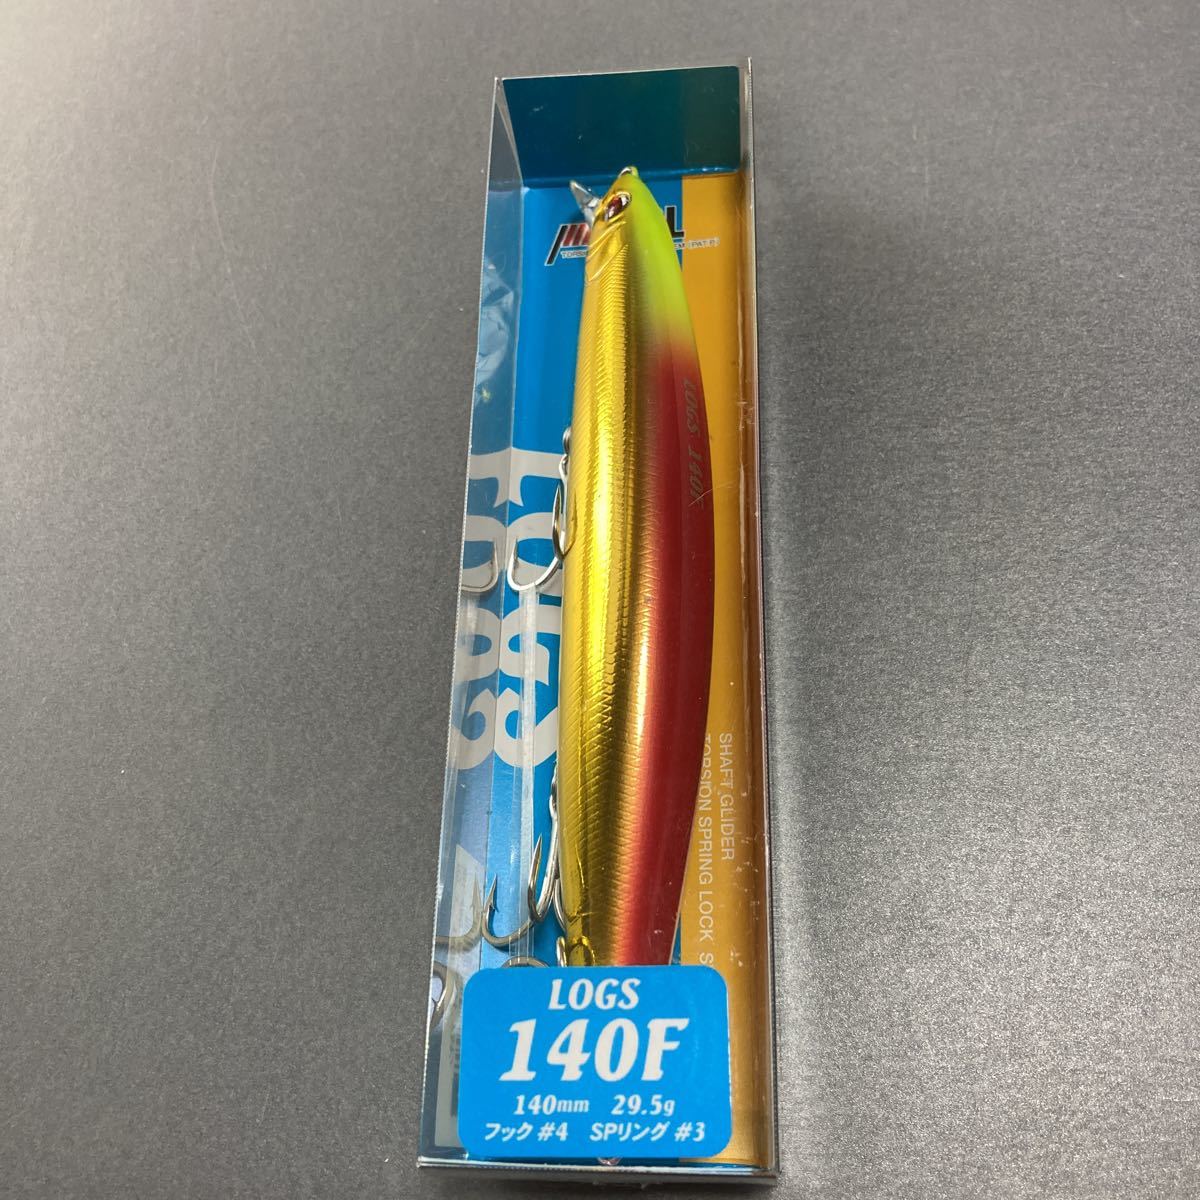 LOGS
LOGS 140F
SHAFT GLIDER
TORSION SPRING LOCK
LOGS
140F
140mm 29.5g
フック #4 SPリング #3